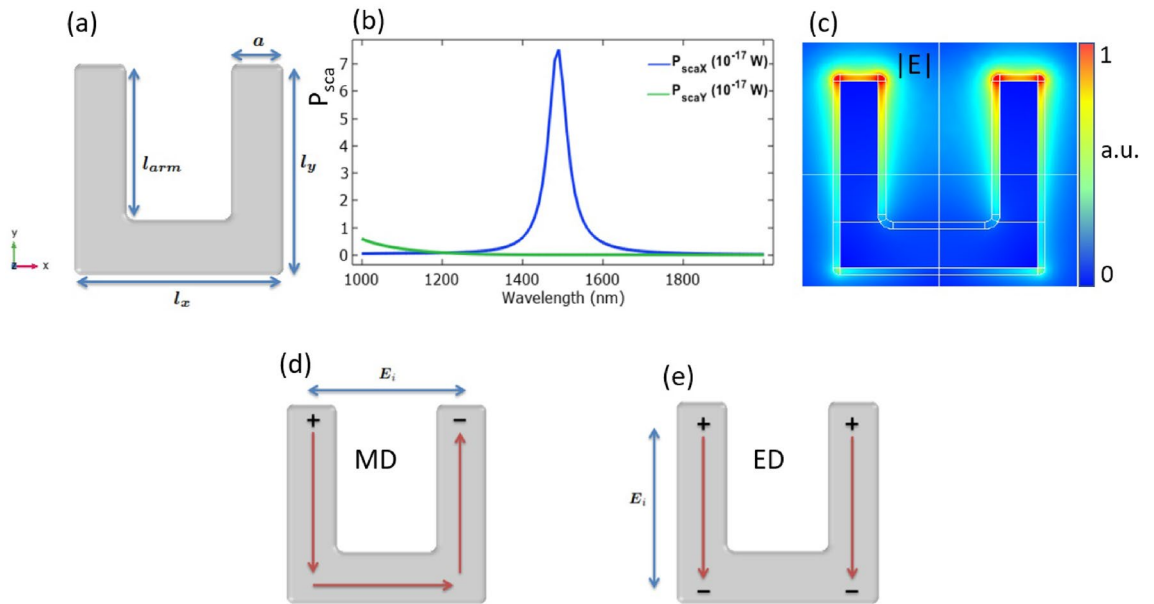 (a)
a
l_arm
l_y
l_x
y
x
(b)
P_sca
7
6
5
4
3
2
1
0
P_scaX (10^-17 W)
P_scaY (10^-17 W)
1000
1200
1400
1600
1800
Wavelength (nm)
(c)
|E|
1
a.u.
0
(d)
E_i
+
−
MD
(e)
E_i
+
+
ED
−
−